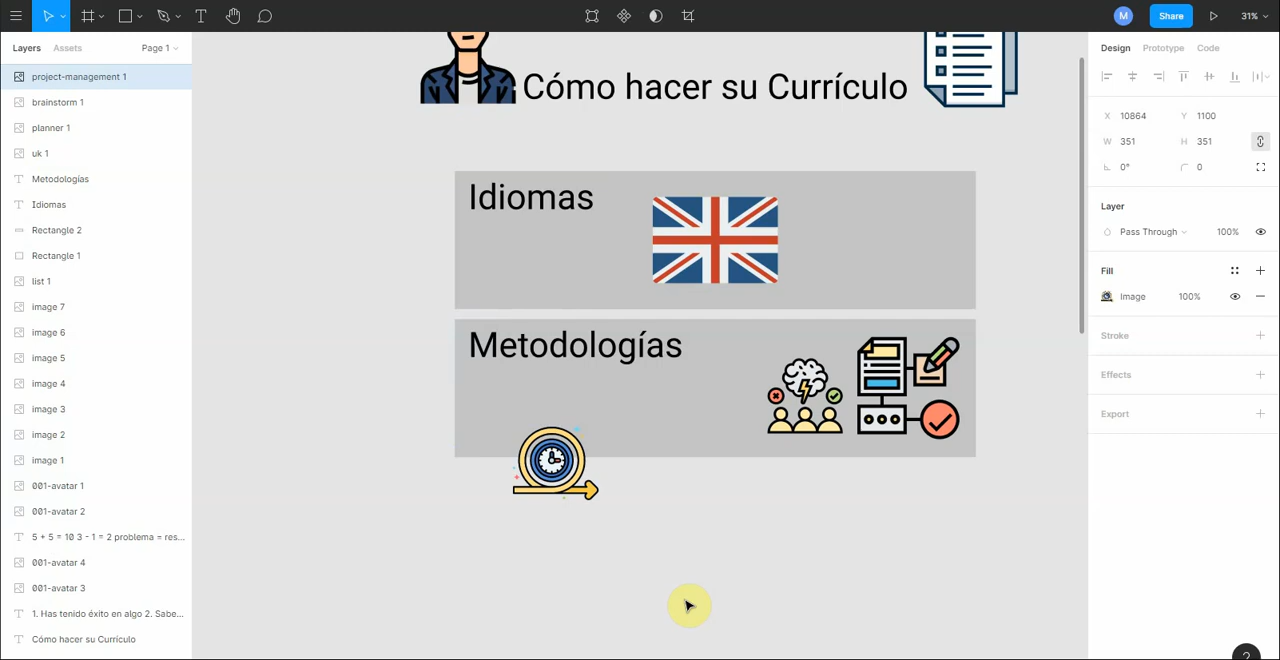 M
Share
31%
Layers
Assets
Page 1
Design
Prototype
Code
project-management 1
brainstorm 1
planner 1
uk 1
Metodologías
Idiomas
Rectangle 2
Rectangle 1
list 1
image 7
image 6
image 5
image 4
image 3
image 2
image 1
001-avatar 1
001-avatar 2
5 + 5 = 10 3 - 1 = 2 problema = res...
001-avatar 4
001-avatar 3
1. Has tenido éxito en algo 2. Sabe...
Cómo hacer su Currículo
Cómo hacer su Currículo
Idiomas
Metodologías
X 10864 Y 1100
W 351 H 351
0° 0
Layer
Pass Through 100%
Fill
Image 100%
Stroke
Effects
Export
?